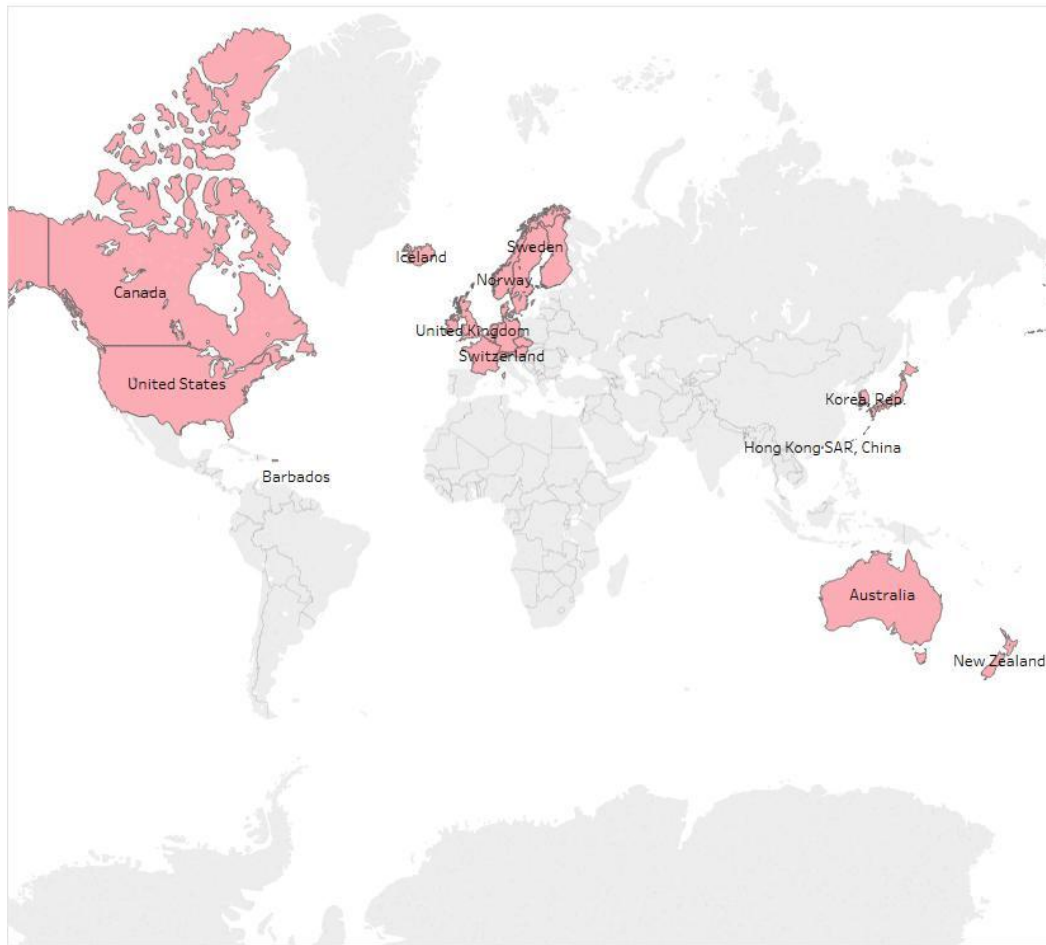 Sweden
Iceland
Norway
Canada
United Kingdom
Switzerland
United States
Korea, Rep.
Hong Kong SAR, China
Barbados
Australia
New Zealand